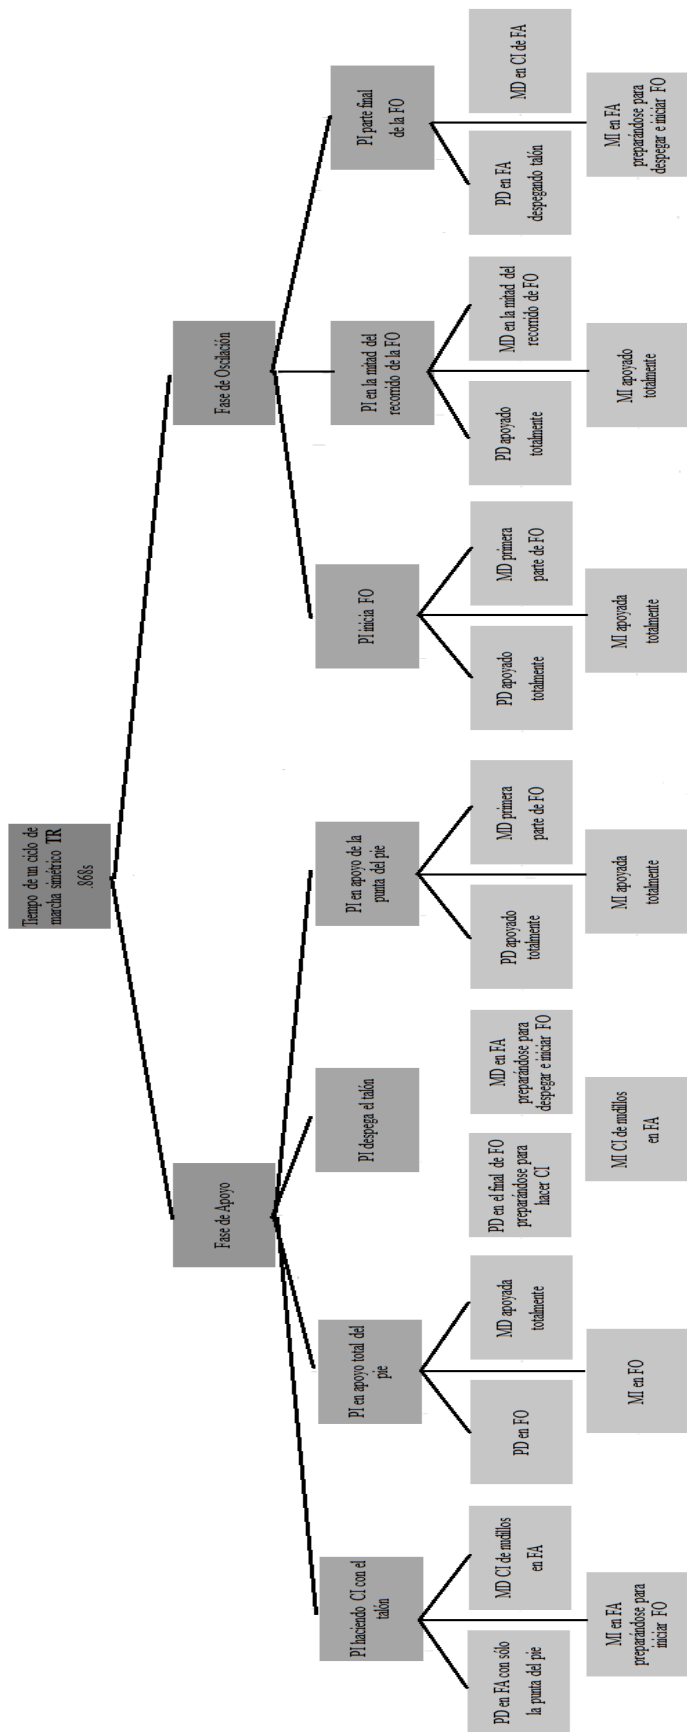 Tiempo de un ciclo de
marcha simétrico TR
.868s
Fase de Apoyo
Fase de Oscilación
PI haciendo CI con el
talón
PI en apoyo total del
pie
PI despega el talón
PI en apoyo de la
punta del pie
PI inicia FO
PI en la mitad del
recorrido de la FO
PI parte final
de la FO
PD en FA con sólo
la punta del pie
MD CI de nudillos
en FA
PD en FO
MD apoyada
totalmente
PD en el final de FO
preparándose para
hacer CI
MD en FA
preparándose para
despegar e iniciar FO
PD apoyado
totalmente
MD primera
parte de FO
PD apoyado
totalmente
MD primera
parte de FO
PD apoyado
totalmente
MD en la mitad del
recorrido de FO
PD en FA
despegando talón
MD en CI de FA
MI en FA
preparándose para
iniciar FO
MI en FO
MI CI de nudillos
en FA
MI apoyada
totalmente
MI apoyada
totalmente
MI apoyado
totalmente
MI en FA
preparándose para
despegar e iniciar FO